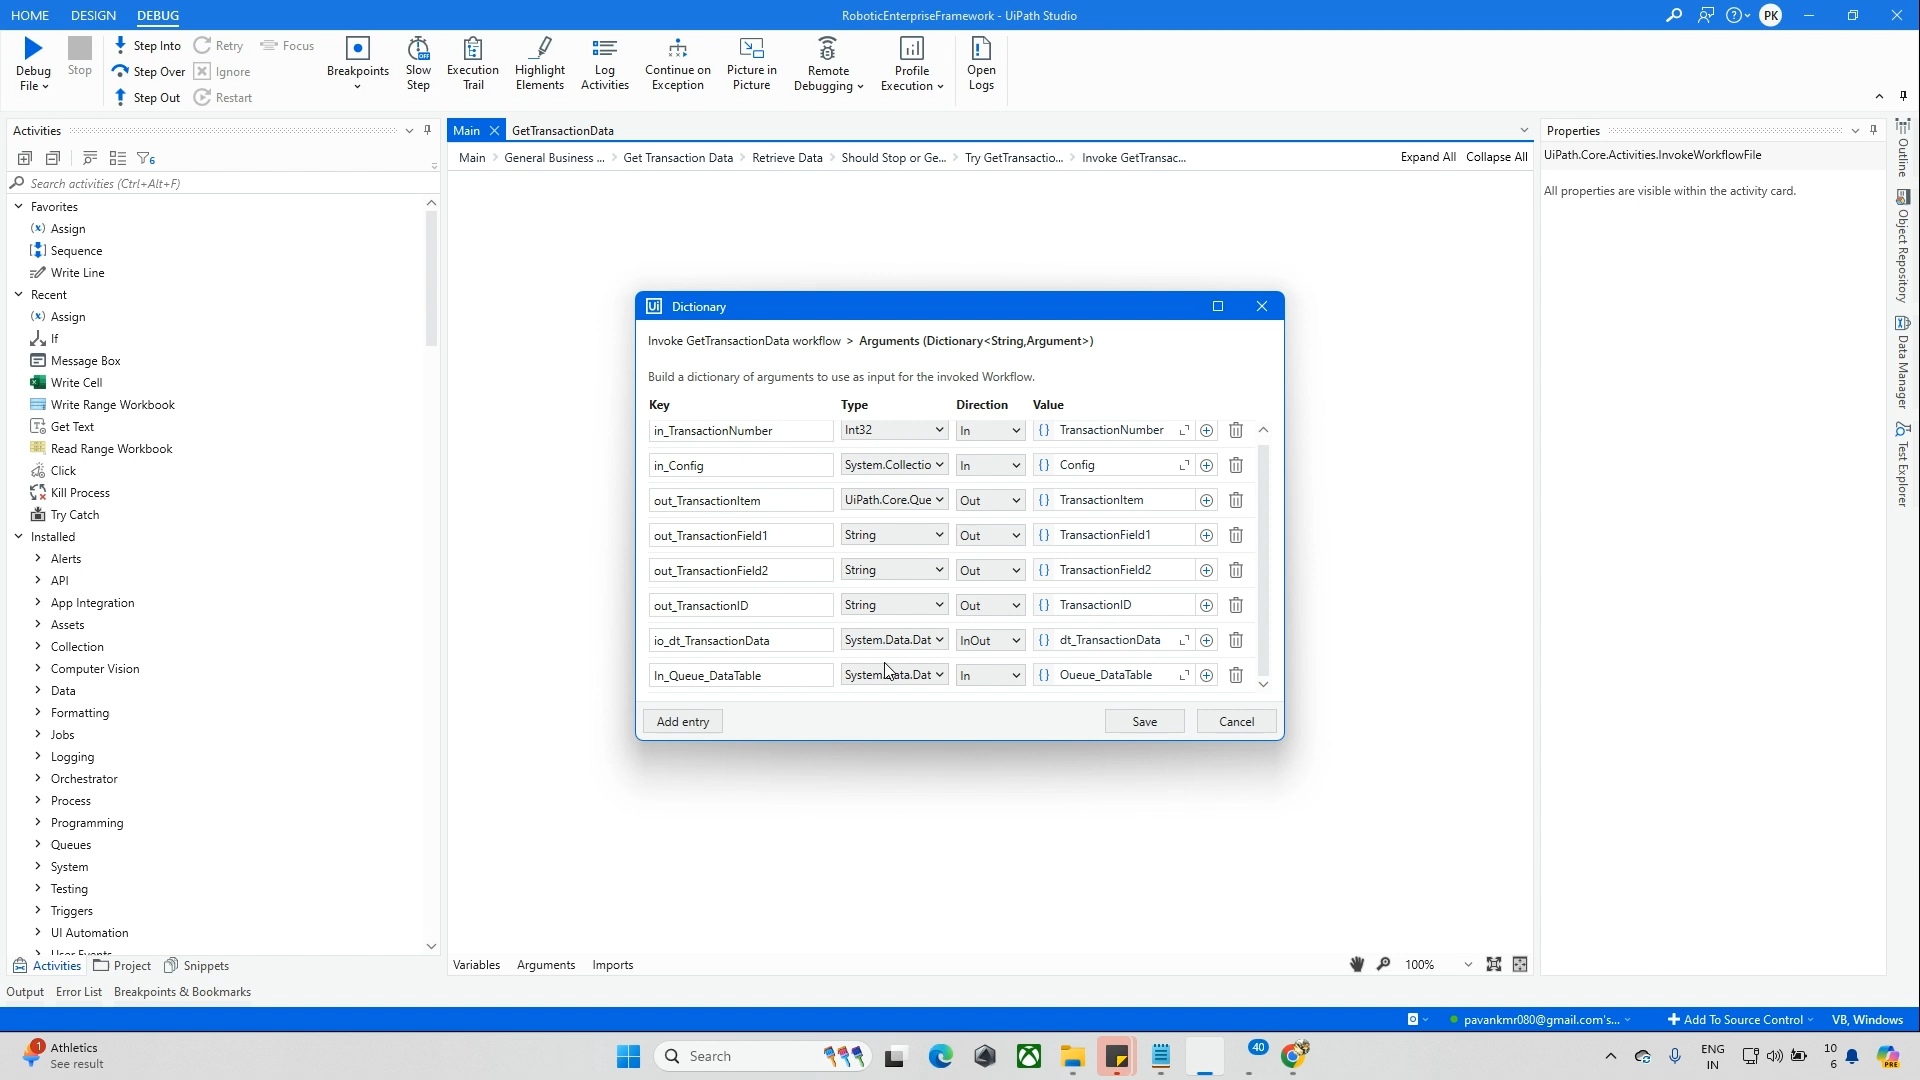 HOME DESIGN DEBUG
RoboticEnterpriseFramework - UiPath Studio
PK
Debug File
Stop
Step Into
Step Over
Step Out
Retry
Ignore
Restart
Focus
Breakpoints
Slow Step
Execution Trail
Highlight Elements
Log Activities
Continue on Exception
Picture in Picture
Remote Debugging
Profile Execution
Open Logs
Activities
6
Search activities (Ctrl+Alt+F)
Favorites
Assign
Sequence
Write Line
Recent
Assign
If
Message Box
Write Cell
Write Range Workbook
Get Text
Read Range Workbook
Click
Kill Process
Try Catch
Installed
Alerts
API
App Integration
Assets
Collection
Computer Vision
Data
Formatting
Jobs
Logging
Orchestrator
Process
Programming
Queues
System
Testing
Triggers
UI Automation
User Events
Activities Project Snippets
Output Error List Breakpoints & Bookmarks
Main GetTransactionData
Main General Business ... Get Transaction Data Retrieve Data Should Stop or Ge... Try GetTransactio... Invoke GetTransac... Expand All Collapse All
Ui Dictionary
Invoke GetTransactionData workflow > Arguments (Dictionary<String,Argument>)
Build a dictionary of arguments to use as input for the invoked Workflow.
Key Type Direction Value
in_TransactionNumber Int32 In TransactionNumber
in_Config System.Collectio In Config
out_TransactionItem UiPath.Core.Que Out TransactionItem
out_TransactionField1 String Out TransactionField1
out_TransactionField2 String Out TransactionField2
out_TransactionID String Out TransactionID
io_dt_TransactionData System.Data.Dat InOut dt_TransactionData
In_Queue_DataTable System.Data.Dat In Queue_DataTable
Add entry Save Cancel
Variables Arguments Imports
100%
Properties
UiPath.Core.Activities.InvokeWorkflowFile
All properties are visible within the activity card.
Outline
Object Repository
Data Manager
Test Explorer
pavankmr080@gmail.com's... Add To Source Control VB, Windows
1
Athletics
See result
Search
40
ENG
IN
10
6
PRE